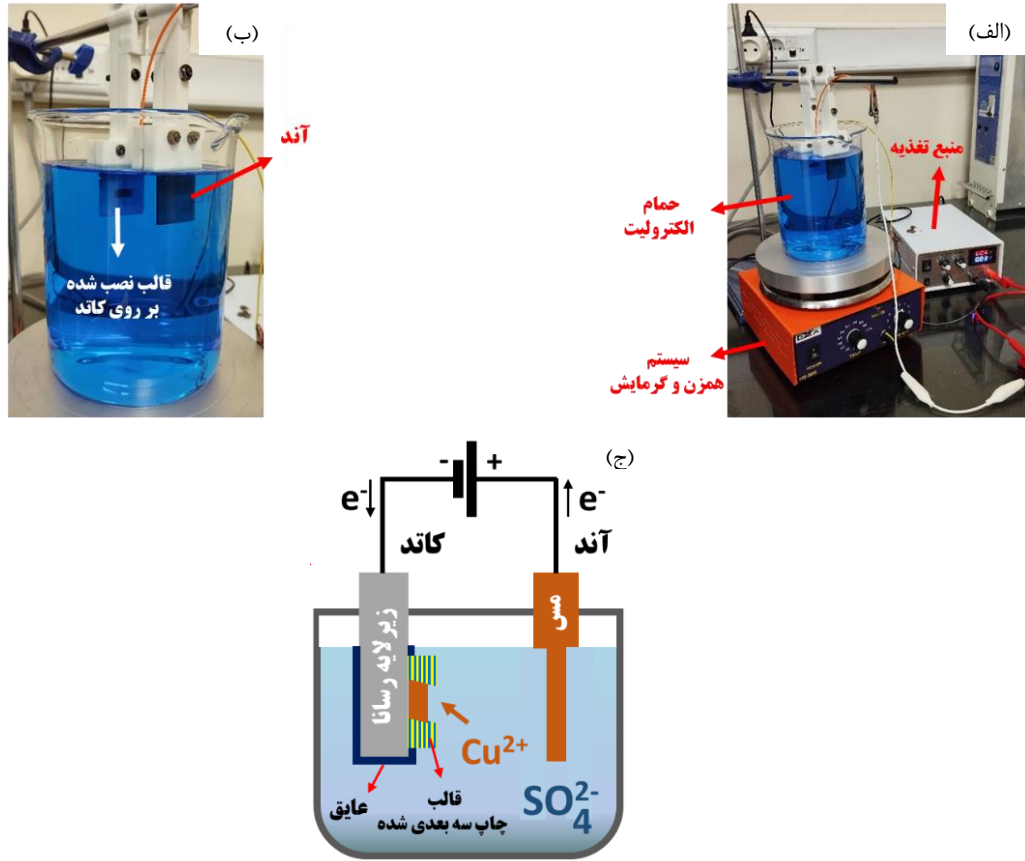 (الف)
منبع تغذیه
حمام
الکترولیت
سیستم
همزن و گرمایش
(ب)
آند
قالب نصب شده
بر روی کاتد
(ج)
- +
e-
e-
کاتد
آند
زیرلایه رسانا
مس
Cu2+
SO42-
عایق
قالب
چاپ سه بعدی شده